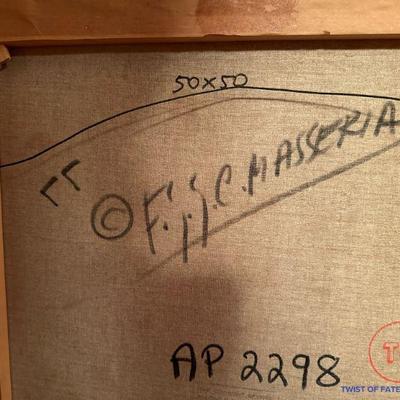 50x50
" © F.J.C. MASSERIA
AP 2298
TWIST OF FATE